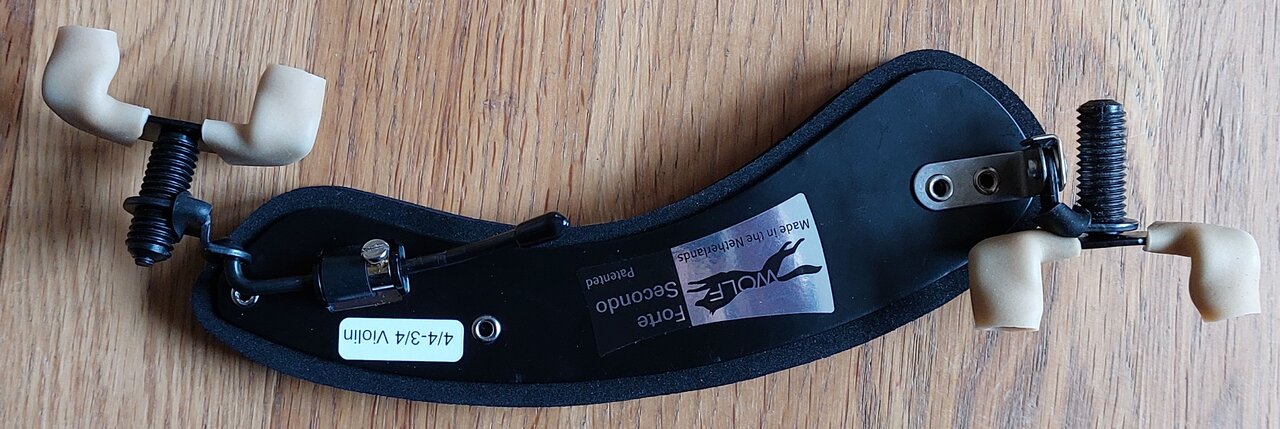 4/4-3/4 Violin
Forte
Secondo
Patented
WOLF
Made in the Netherlands